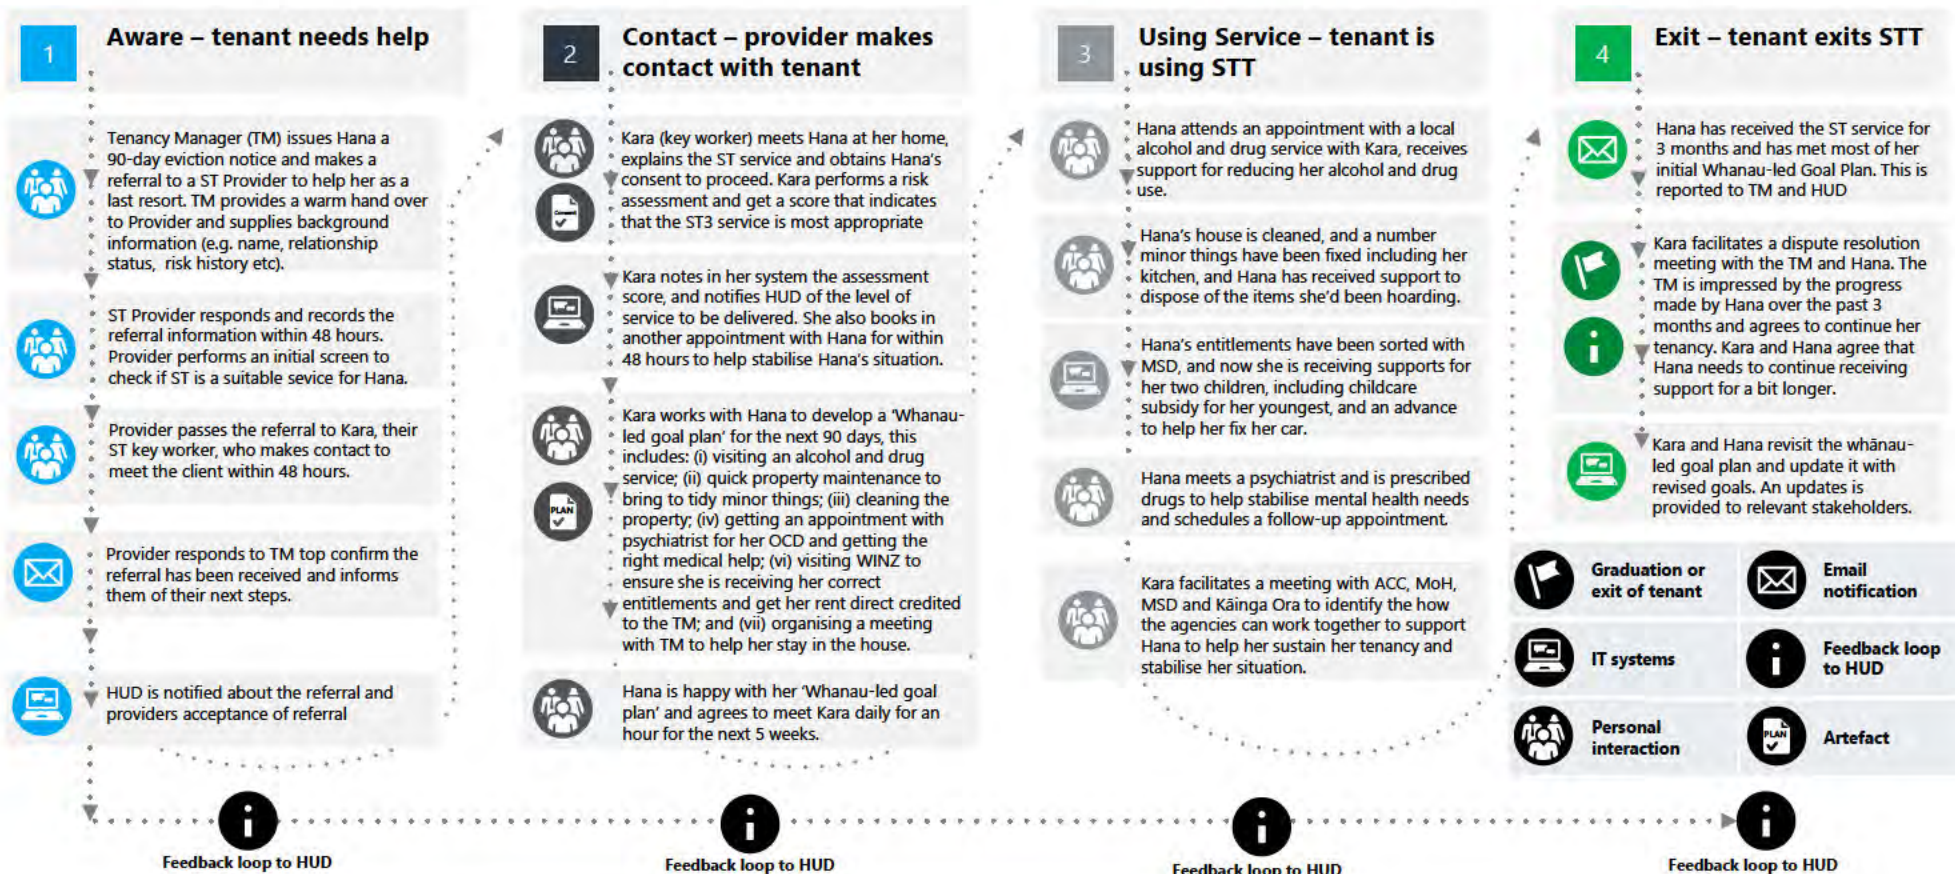 1
Aware – tenant needs help
Tenancy Manager (TM) issues Hana a
90-day eviction notice and makes a
referral to a ST Provider to help her as a
last resort. TM provides a warm hand over
to Provider and supplies background
information (e.g. name, relationship
status, risk history etc).
ST Provider responds and records the
referral information within 48 hours.
Provider performs an initial screen to
check if ST is a suitable sevice for Hana.
Provider passes the referral to Kara, their
ST key worker, who makes contact to
meet the client within 48 hours.
Provider responds to TM top confirm the
referral has been received and informs
them of their next steps.
HUD is notified about the referral and
providers acceptance of referral
2
Contact – provider makes
contact with tenant
Consent
Kara (key worker) meets Hana at her home,
explains the ST service and obtains Hana's
consent to proceed. Kara performs a risk
assessment and get a score that indicates
that the ST3 service is most appropriate
Kara notes in her system the assessment
score, and notifies HUD of the level of
service to be delivered. She also books in
another appointment with Hana for within
48 hours to help stabilise Hana's situation.
PLAN
Kara works with Hana to develop a 'Whanau-
led goal plan' for the next 90 days, this
includes: (i) visiting an alcohol and drug
service; (ii) quick property maintenance to
bring to tidy minor things; (iii) cleaning the
property; (iv) getting an appointment with
psychiatrist for her OCD and getting the
right medical help; (vi) visiting WINZ to
ensure she is receiving her correct
entitlements and get her rent direct credited
to the TM; and (vii) organising a meeting
with TM to help her stay in the house.
Hana is happy with her 'Whanau-led goal
plan' and agrees to meet Kara daily for an
hour for the next 5 weeks.
3
Using Service – tenant is
using STT
Hana attends an appointment with a local
alcohol and drug service with Kara, receives
support for reducing her alcohol and drug
use.
Hana's house is cleaned, and a number
minor things have been fixed including her
kitchen, and Hana has received support to
dispose of the items she'd been hoarding.
Hana's entitlements have been sorted with
MSD, and now she is receiving supports for
her two children, including childcare
subsidy for her youngest, and an advance
to help her fix her car.
Hana meets a psychiatrist and is prescribed
drugs to help stabilise mental health needs
and schedules a follow-up appointment.
Kara facilitates a meeting with ACC, MoH,
MSD and Kāinga Ora to identify the how
the agencies can work together to support
Hana to help her sustain her tenancy and
stabilise her situation.
4
Exit – tenant exits STT
Hana has received the ST service for
3 months and has met most of her
initial Whanau-led Goal Plan. This is
reported to TM and HUD
Kara facilitates a dispute resolution
meeting with the TM and Hana. The
TM is impressed by the progress
made by Hana over the past 3
months and agrees to continue her
tenancy. Kara and Hana agree that
Hana needs to continue receiving
support for a bit longer.
Kara and Hana revisit the whānau-
led goal plan and update it with
revised goals. An updates is
provided to relevant stakeholders.
Graduation or
exit of tenant
Email
notification
IT systems
Feedback loop
to HUD
Personal
interaction
PLAN
Artefact
Feedback loop to HUD
Feedback loop to HUD
Feedback loop to HUD
Feedback loop to HUD